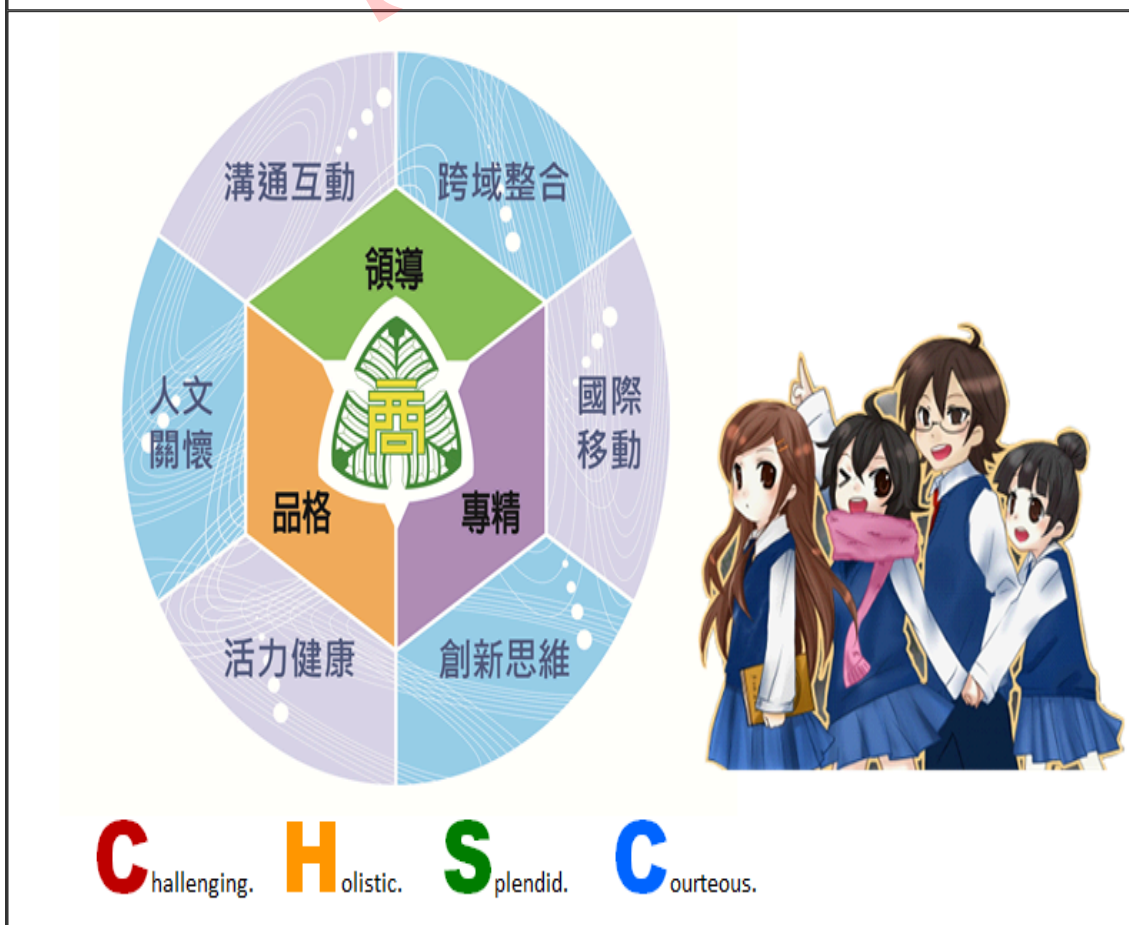 溝通互動
跨域整合
領導
人文
關懷
商
國際
移動
品格
專精
活力健康
創新思維
Challenging. Holistic. Splendid. Courteous.